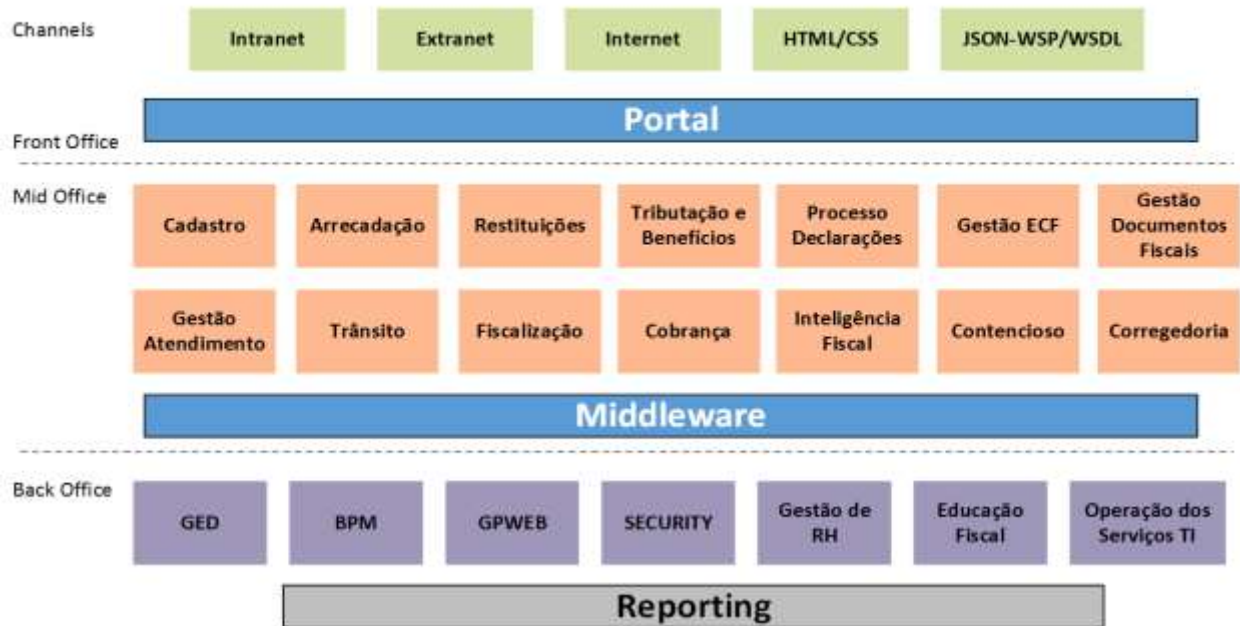 Channels
Intranet
Extranet
Internet
HTML/CSS
JSON-WSP/WSDL
Portal
Front Office
Mid Office
Cadastro
Arrecadação
Restituições
Tributação e
Benefícios
Processo
Declarações
Gestão ECF
Gestão
Documentos
Fiscais
Gestão
Atendimento
Trânsito
Fiscalização
Cobrança
Inteligência
Fiscal
Contencioso
Corregedoria
Middleware
Back Office
GED
BPM
GPWEB
SECURITY
Gestão de
RH
Educação
Fiscal
Operação dos
Serviços TI
Reporting